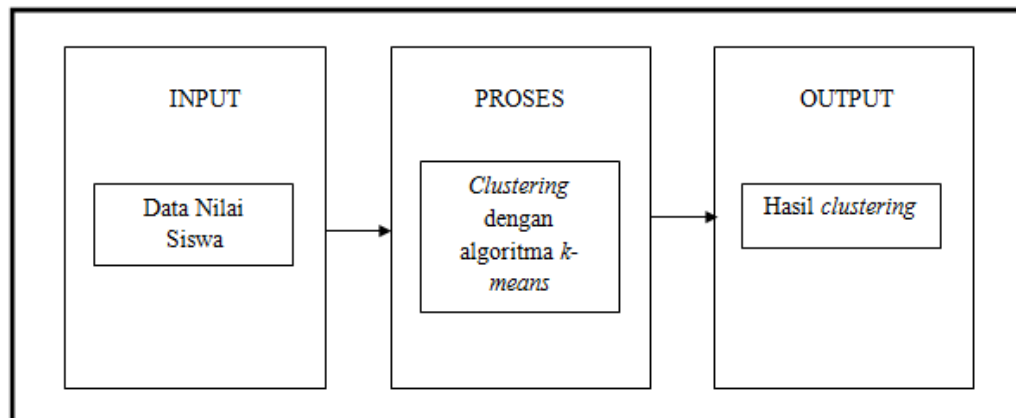 INPUT
Data Nilai
Siswa
PROSES
Clustering
dengan
algoritma k-
means
OUTPUT
Hasil clustering